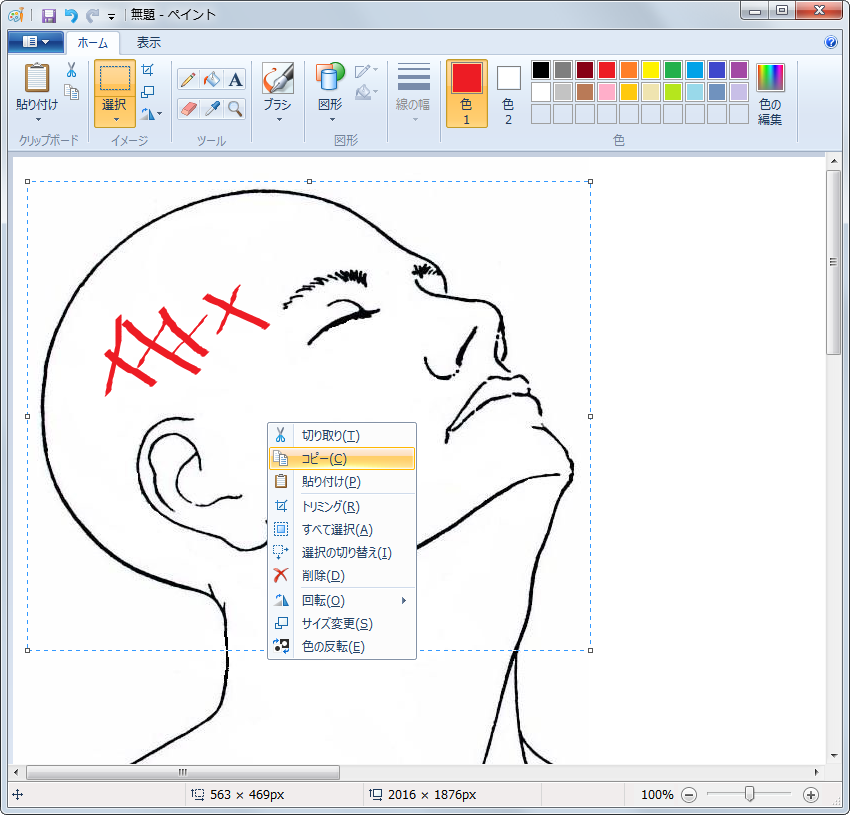 無題 - ペイント
ホーム 表示
貼り付け
選択
A
ブラシ
図形
線の幅
色
1
色
2
色の
編集
クリップボード イメージ ツール 図形 色
切り取り(T)
コピー(C)
貼り付け(P)
トリミング(R)
すべて選択(A)
選択の切り替え(I)
削除(D)
回転(O)
サイズ変更(S)
色の反転(E)
563 × 469px 2016 × 1876px 100%